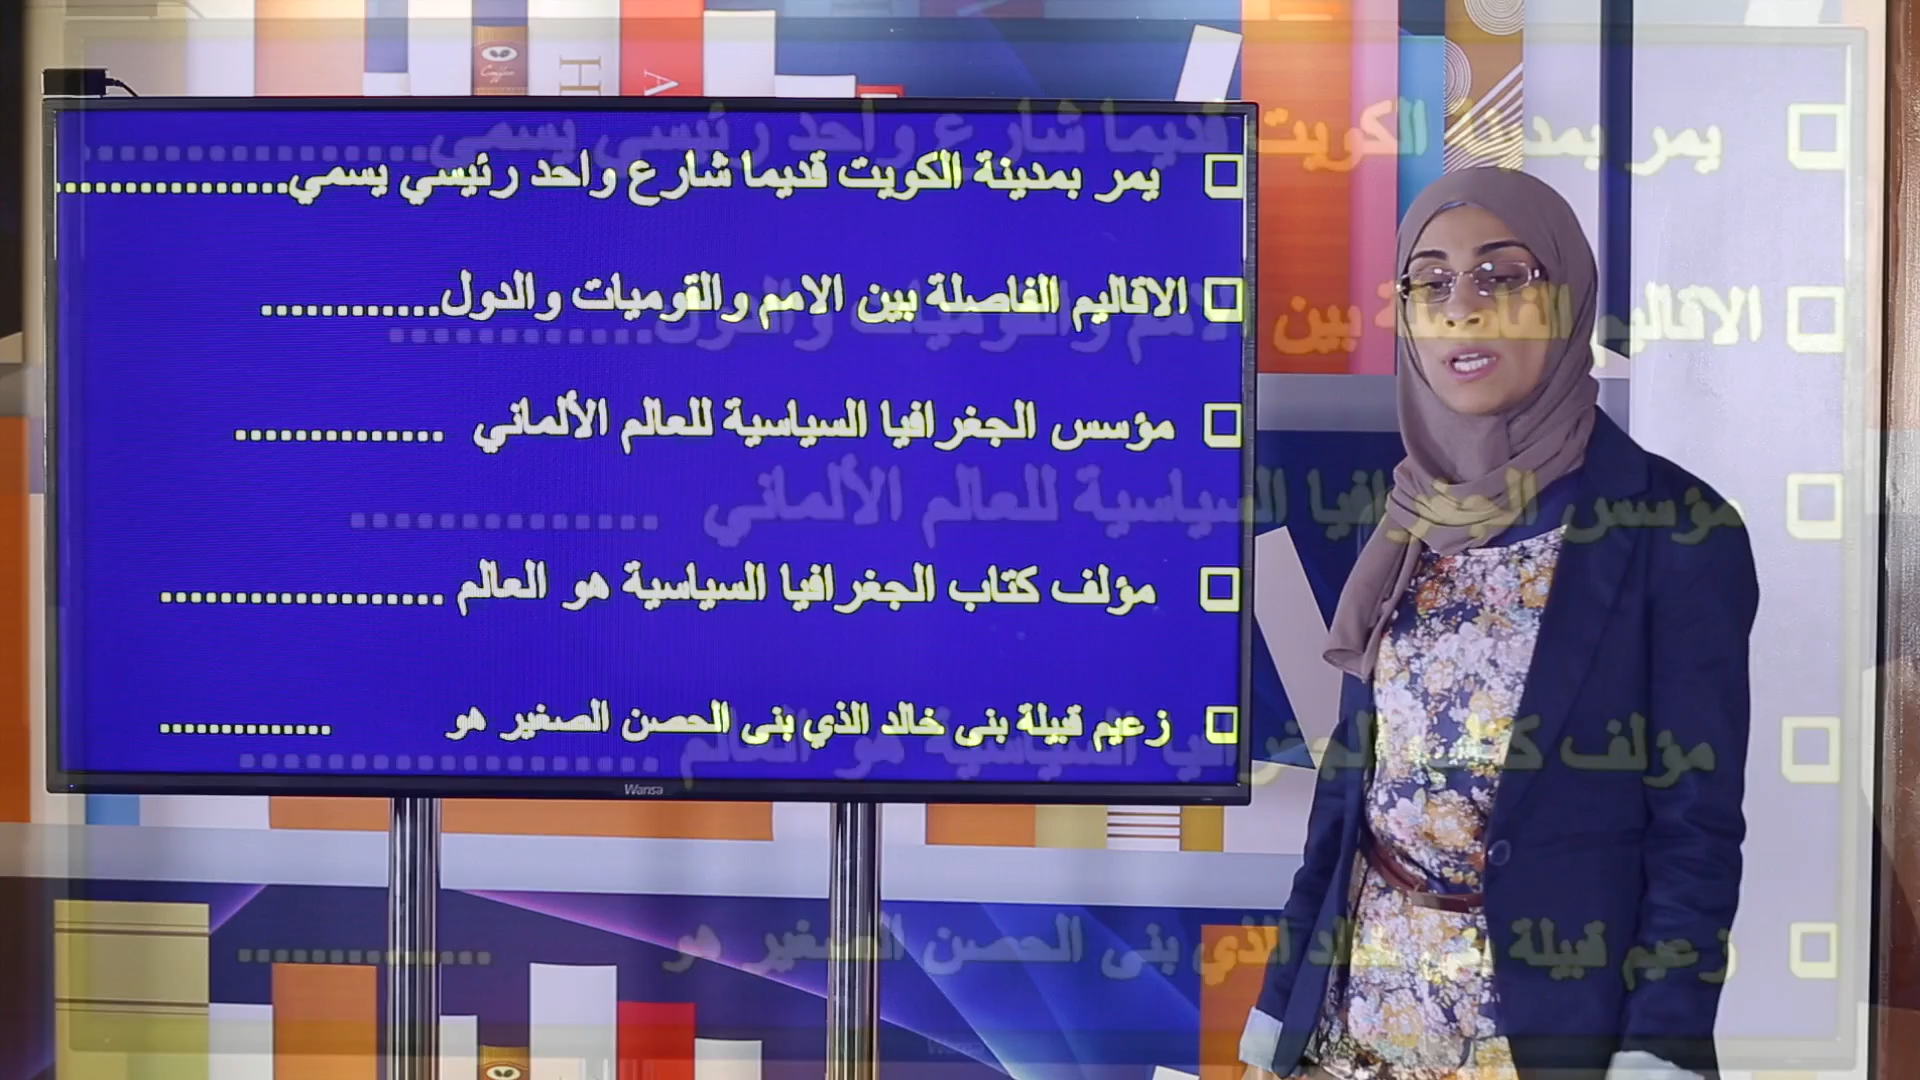 يمر بمدينة الكويت قديما شارع واحد رئيسي يسمي.................
الاقاليم الفاصلة بين الامم والقوميات والدول............
مؤسس الجغرافيا السياسية للعالم الألماني ..............
مؤلف كتاب الجغرافيا السياسية هو العالم ...................
زعيم قبيلة بنى خالد الذي بنى الحصن الصغير هو ............
Wansa